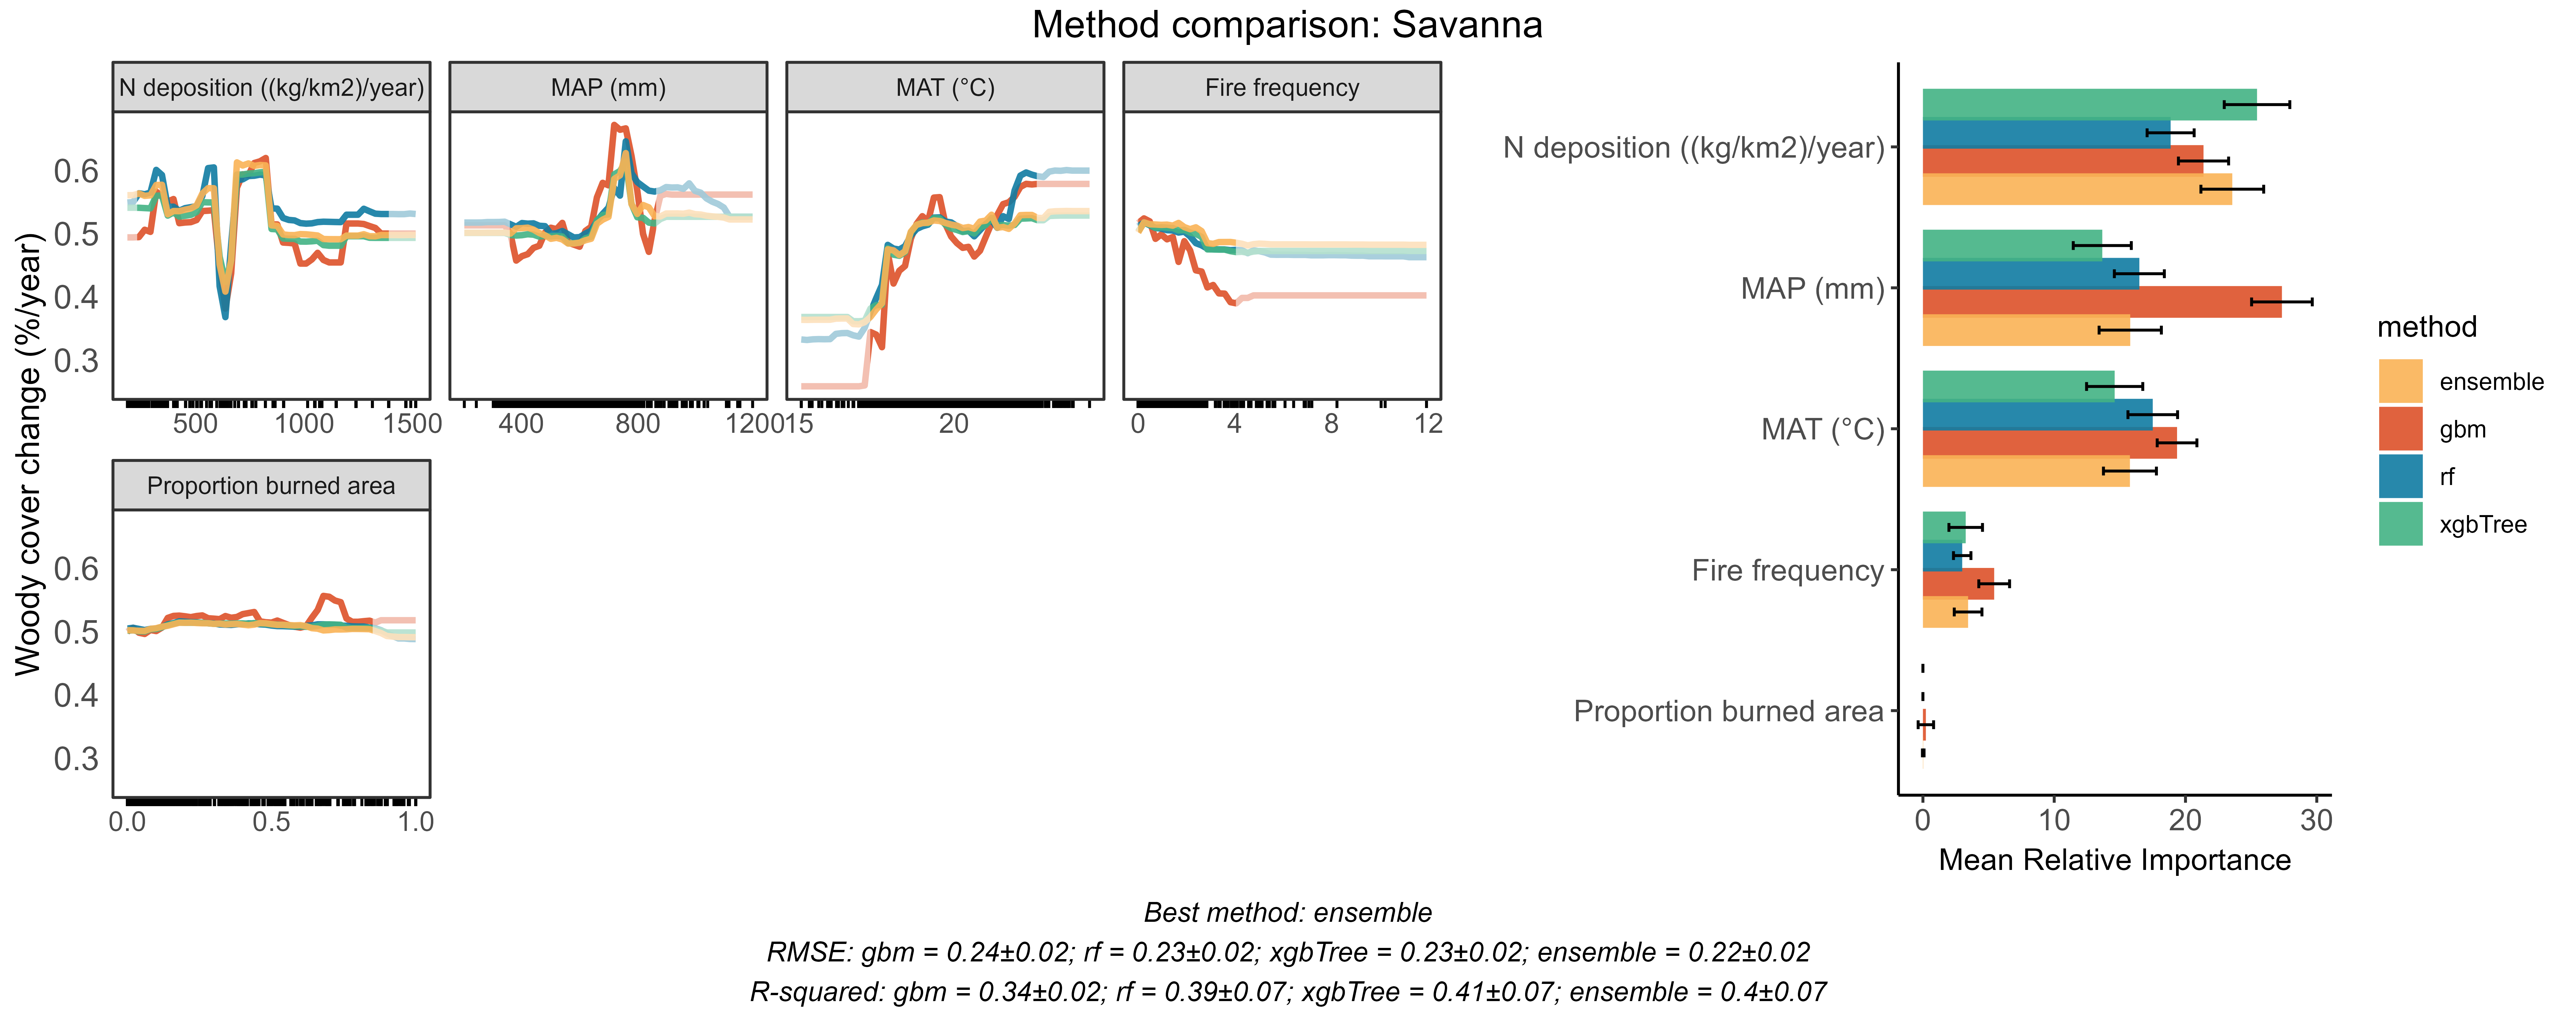 Method comparison: Savanna
N deposition ((kg/km2)/year)
MAP (mm)
MAT (°C)
Fire frequency
Woody cover change (%/year)
0.6
0.5
0.4
0.3
500 1000 1500
400 800 1200
15 20
0 4 8 12
Proportion burned area
0.6
0.5
0.4
0.3
0.0 0.5 1.0
N deposition ((kg/km2)/year)
MAP (mm)
MAT (°C)
Fire frequency
Proportion burned area
0 10 20 30
Mean Relative Importance
method
ensemble
gbm
rf
xgbTree
Best method: ensemble
RMSE: gbm = 0.24±0.02; rf = 0.23±0.02; xgbTree = 0.23±0.02; ensemble = 0.22±0.02
R-squared: gbm = 0.34±0.02; rf = 0.39±0.07; xgbTree = 0.41±0.07; ensemble = 0.4±0.07